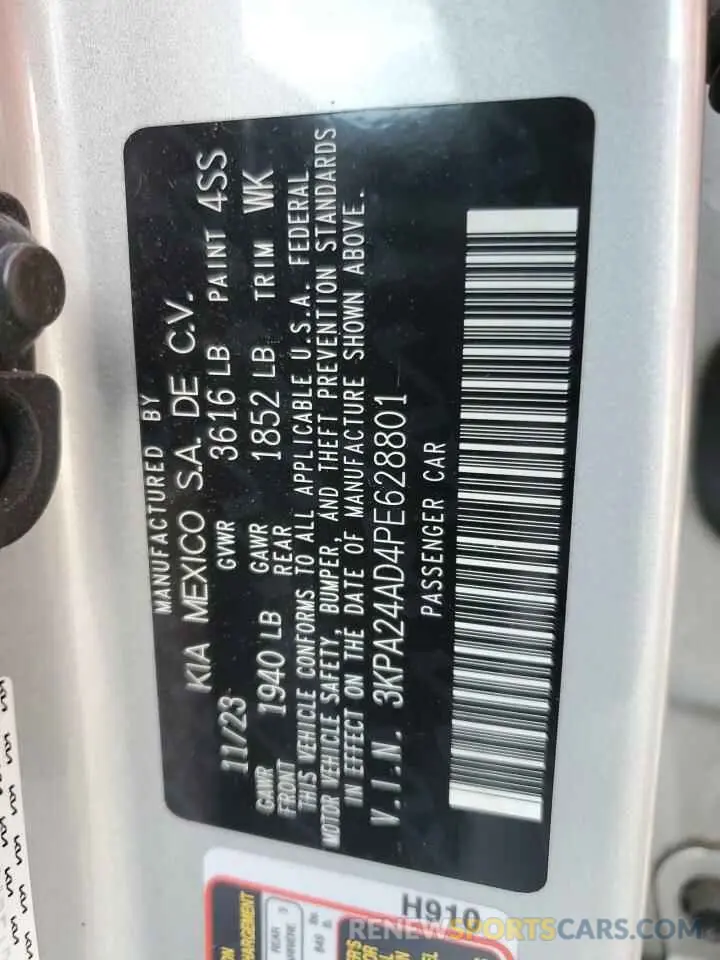 MANUFACTURED BY
KIA MEXICO S.A. DE C.V.
11/23 GVWR 3616 LB PAINT 4SS
GAWR FRONT 1940 LB GAWR REAR 1852 LB TRIM WK
THIS VEHICLE CONFORMS TO ALL APPLICABLE U.S.A. FEDERAL
MOTOR VEHICLE SAFETY, BUMPER, AND THEFT PREVENTION STANDARDS
IN EFFECT ON THE DATE OF MANUFACTURE SHOWN ABOVE.
V.I.N. 3KPA24AD4PE628801
PASSENGER CAR
H910
REAR
RENEWSPORTSCARS.COM